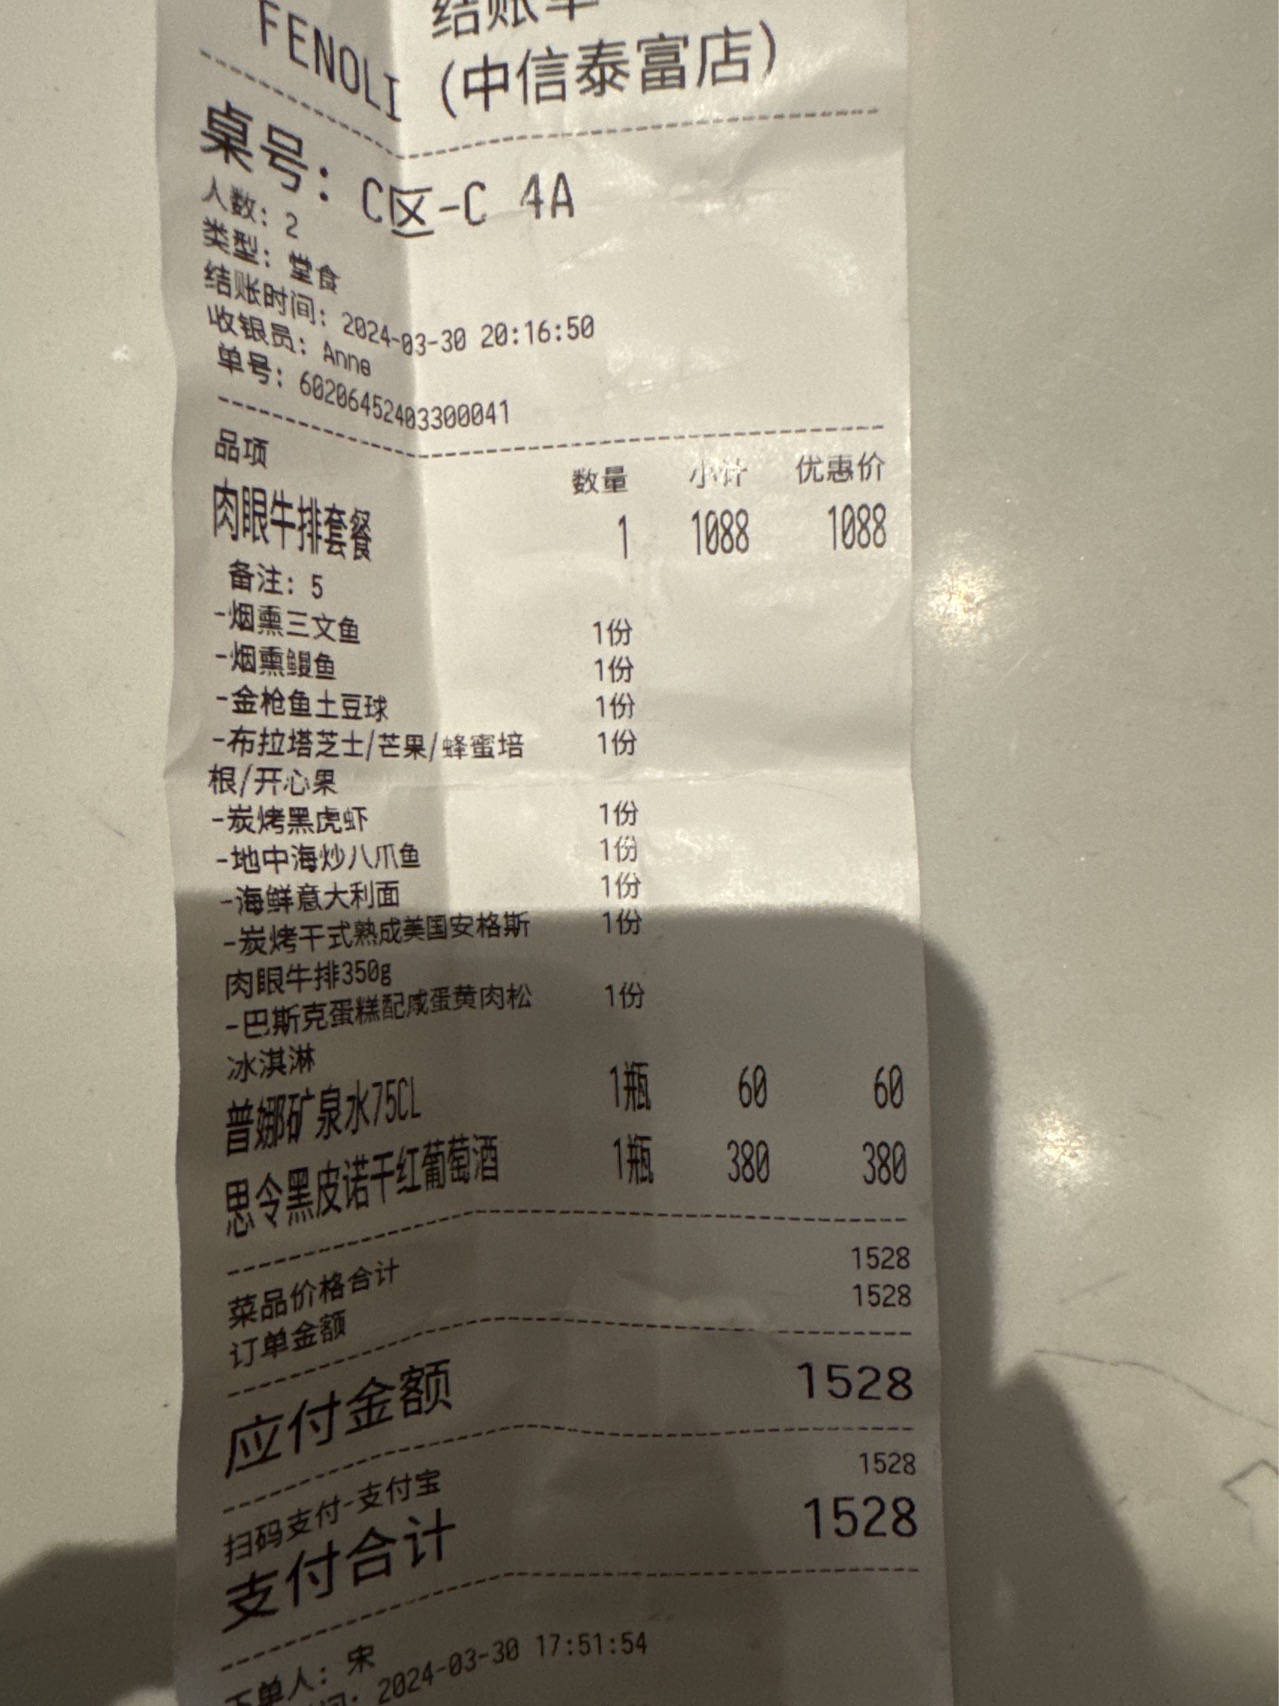 结账单
FENOLI（中信泰富店）
桌号：C区-C 4A
人数：2
类型：堂食
结账时间：2024-03-30 20:16:50
收银员：Anne
单号：60206452403300041
品项 数量 小计 优惠价
肉眼牛排套餐 1 1088 1088
备注：5
-烟熏三文鱼 1份
-烟熏鳗鱼 1份
-金枪鱼土豆球 1份
-布拉塔芝士/芒果/蜂蜜培 1份
根/开心果
-炭烤黑虎虾 1份
-地中海炒八爪鱼 1份
-海鲜意大利面 1份
-炭烤干式熟成美国安格斯 1份
肉眼牛排350g
-巴斯克蛋糕配咸蛋黄肉松 1份
冰淇淋
普娜矿泉水75CL 1瓶 60 60
思令黑皮诺干红葡萄酒 1瓶 380 380
菜品价格合计 1528
订单金额 1528
应付金额 1528
扫码支付-支付宝 1528
支付合计 1528
下单人：宋
间：2024-03-30 17:51:54